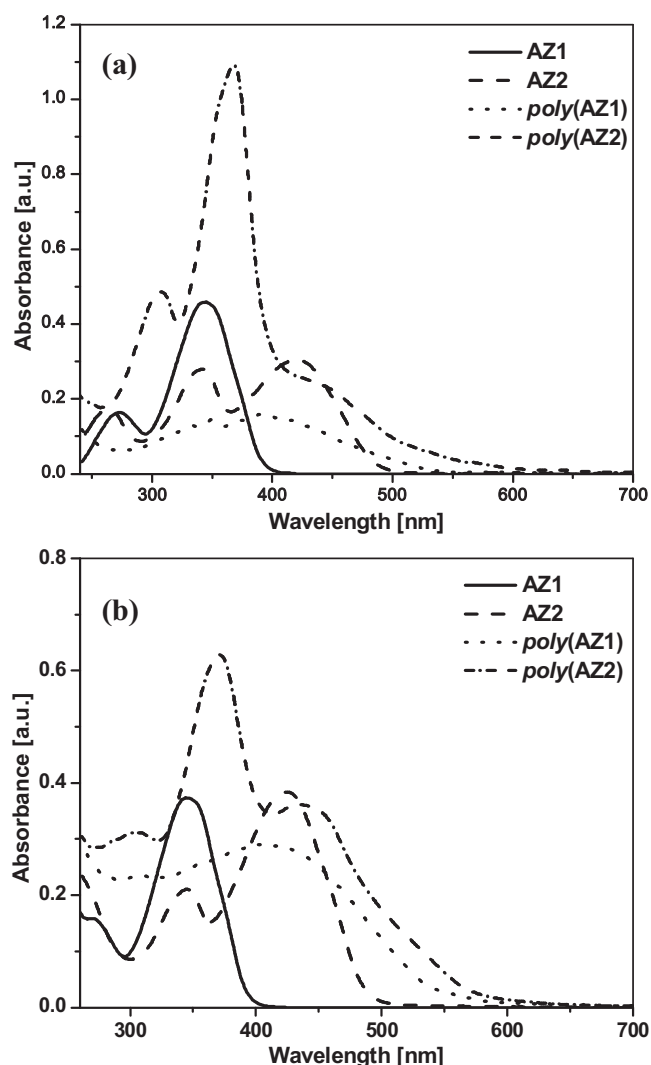 (a)
AZ1
AZ2
poly(AZ1)
poly(AZ2)
1.2
1.0
0.8
0.6
0.4
0.2
0.0
Absorbance [a.u.]
300 400 500 600 700
Wavelength [nm]
(b)
AZ1
AZ2
poly(AZ1)
poly(AZ2)
0.8
0.6
0.4
0.2
0.0
Absorbance [a.u.]
300 400 500 600 700
Wavelength [nm]